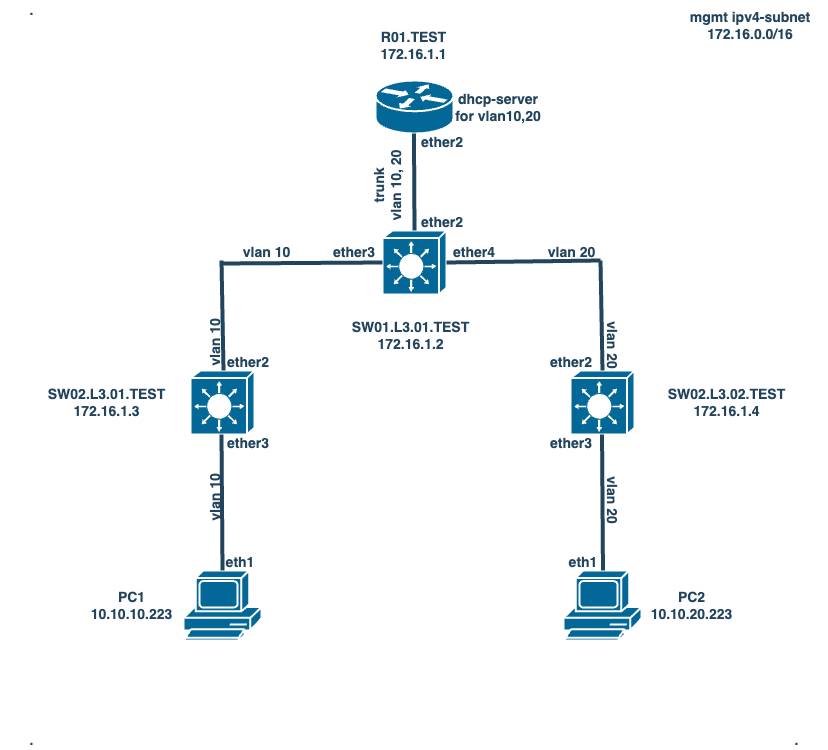 mgmt ipv4-subnet
172.16.0.0/16
R01.TEST
172.16.1.1
dhcp-server
for vlan10,20
ether2
trunk
vlan 10, 20
ether2
vlan 10
ether3
ether4
vlan 20
SW01.L3.01.TEST
172.16.1.2
vlan 10
vlan 20
ether2
ether2
SW02.L3.01.TEST
172.16.1.3
SW02.L3.02.TEST
172.16.1.4
ether3
ether3
vlan 10
vlan 20
eth1
eth1
PC1
10.10.10.223
PC2
10.10.20.223